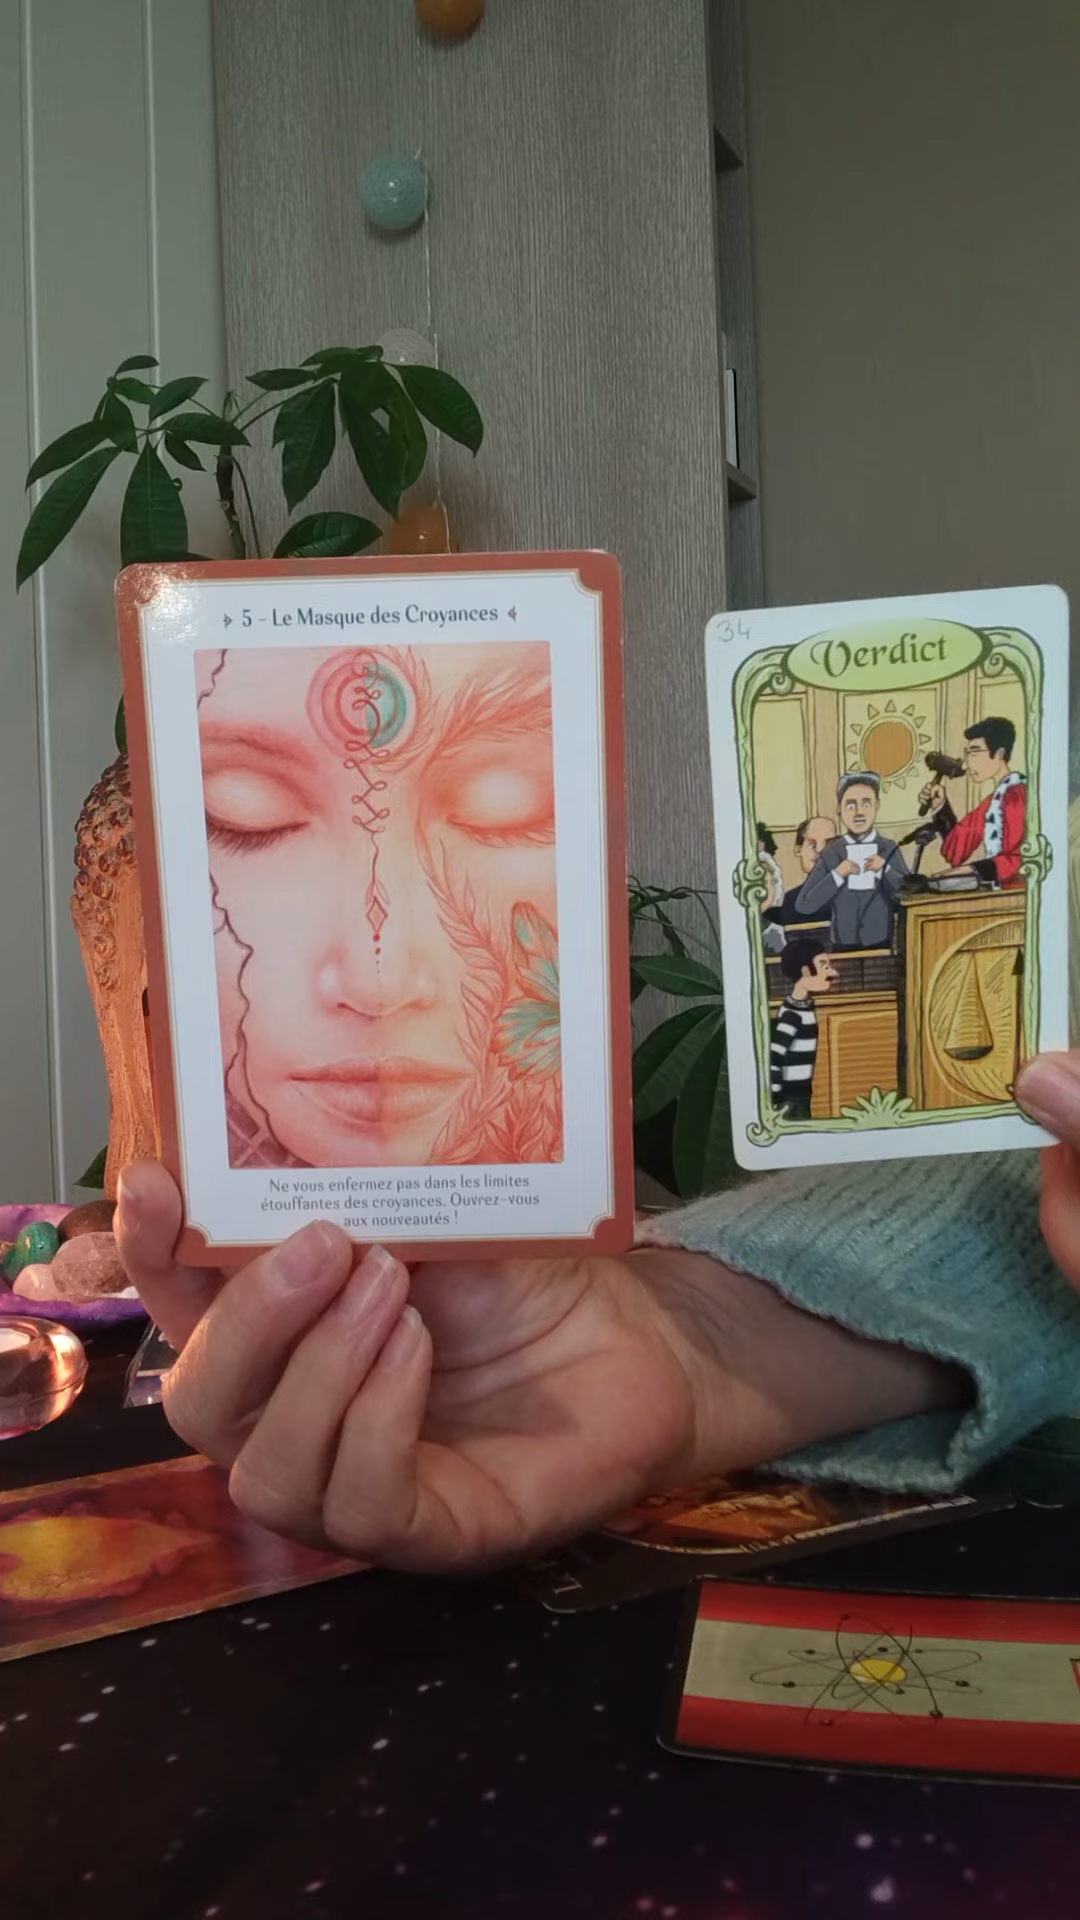 5 - Le Masque des Croyances
Ne vous enfermez pas dans les limites
étouffantes des croyances. Ouvrez-vous
aux nouveautés !
34
Verdict